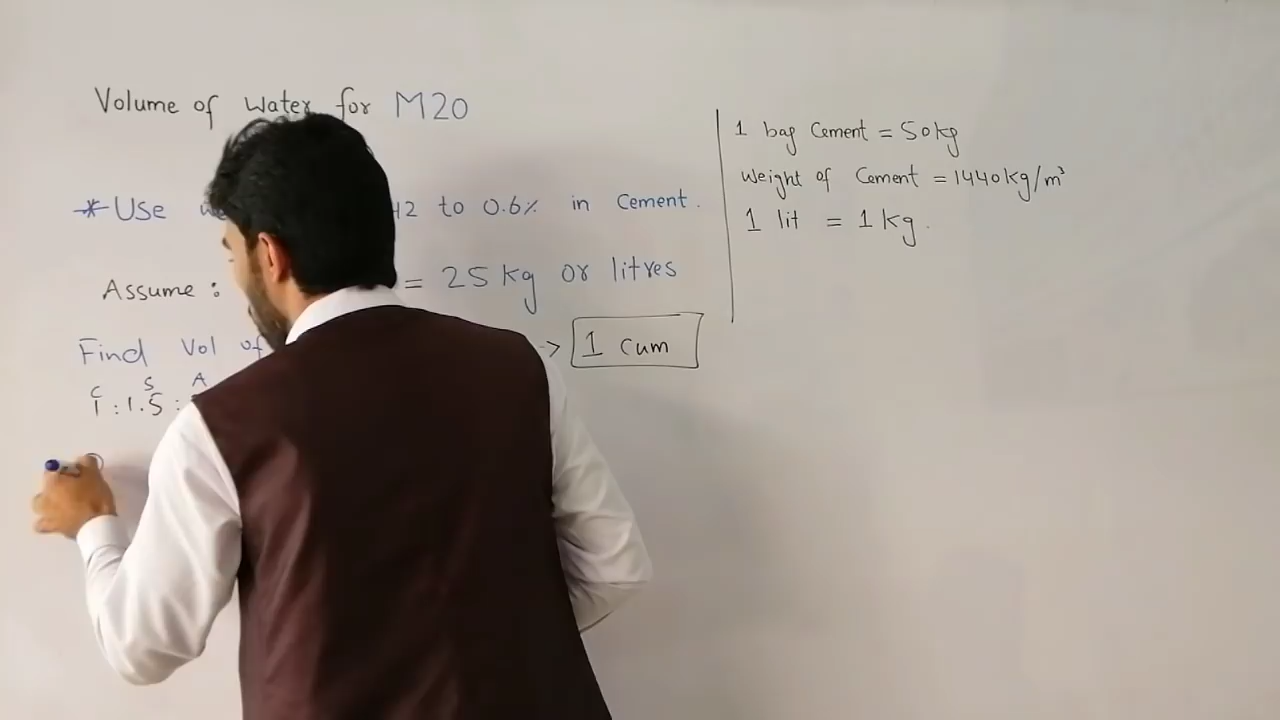 Volume of water for M20
*Use 42 to 0.6% in Cement.
Assume : = 25 kg or litres
Find Vol of > 1 Cum
C S A
1 : 1.5 :
1 bag Cement = 50kg
Weight of Cement = 1440kg/m³
1 lit = 1 kg.